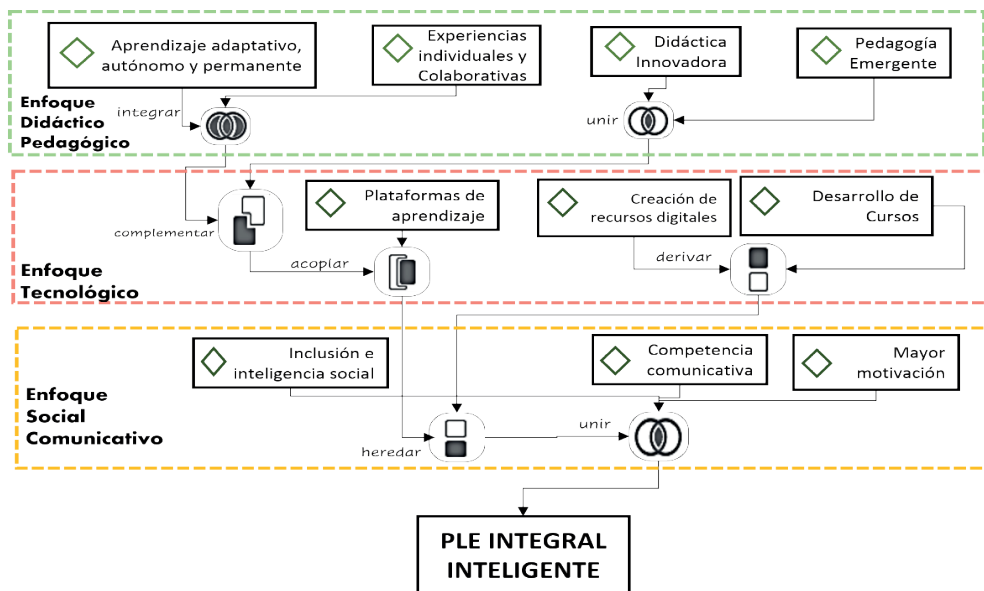 Aprendizaje adaptativo,
autónomo y permanente
Experiencias
individuales y
Colaborativas
Didáctica
Innovadora
Pedagogía
Emergente
integrar
unir
Enfoque
Didáctico
Pedagógico
Plataformas de
aprendizaje
Creación de
recursos digitales
Desarrollo de
Cursos
complementar
acoplar
derivar
Enfoque
Tecnológico
Inclusión e
inteligencia social
Competencia
comunicativa
Mayor
motivación
Enfoque
Social
Comunicativo
heredar
unir
PLE INTEGRAL
INTELIGENTE